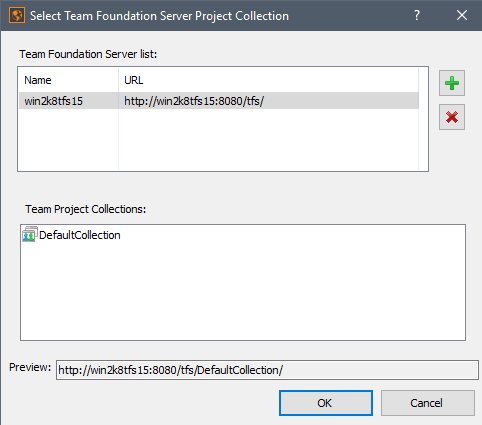 Select Team Foundation Server Project Collection
?
Team Foundation Server list:
Name URL
win2k8tfs15 http://win2k8tfs15:8080/tfs/
Team Project Collections:
DefaultCollection
Preview: http://win2k8tfs15:8080/tfs/DefaultCollection/
OK Cancel